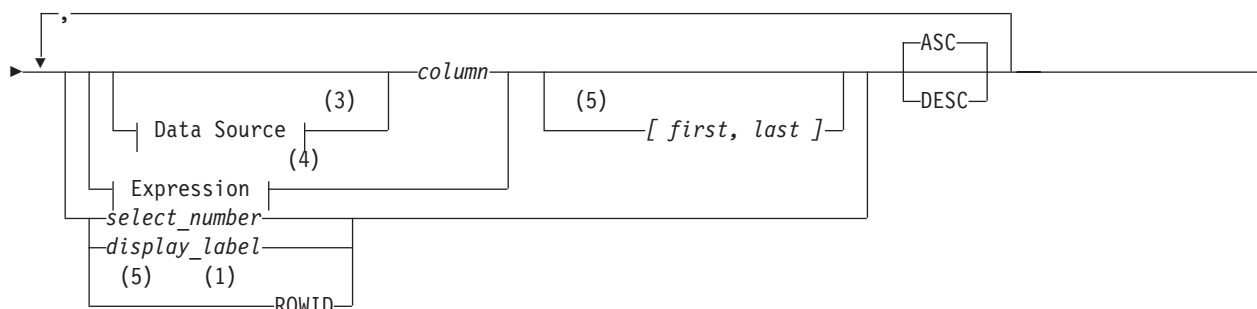 ,
ASC
column
DESC
(3) (5)
Data Source [ first, last ]
(4)
Expression
select_number
display_label
(5) (1)
ROWID